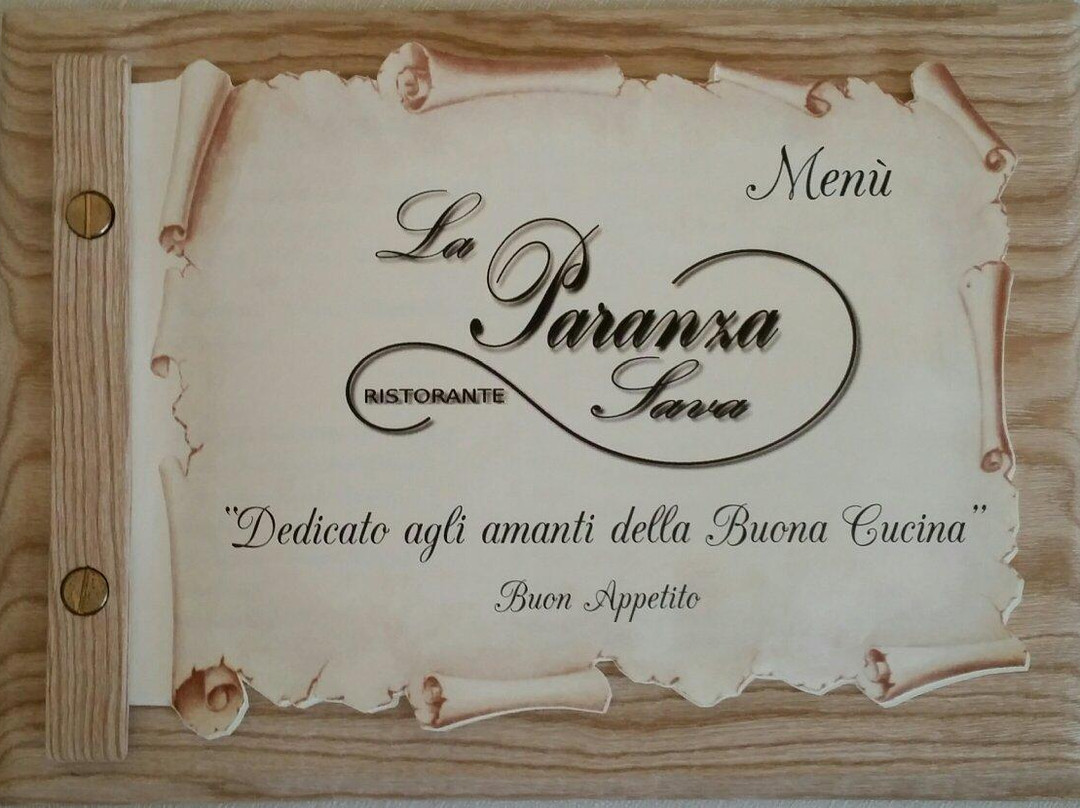 Menù
La
Paranza
RISTORANTE
Sava
“Dedicato agli amanti della Buona Cucina”
Buon Appetito